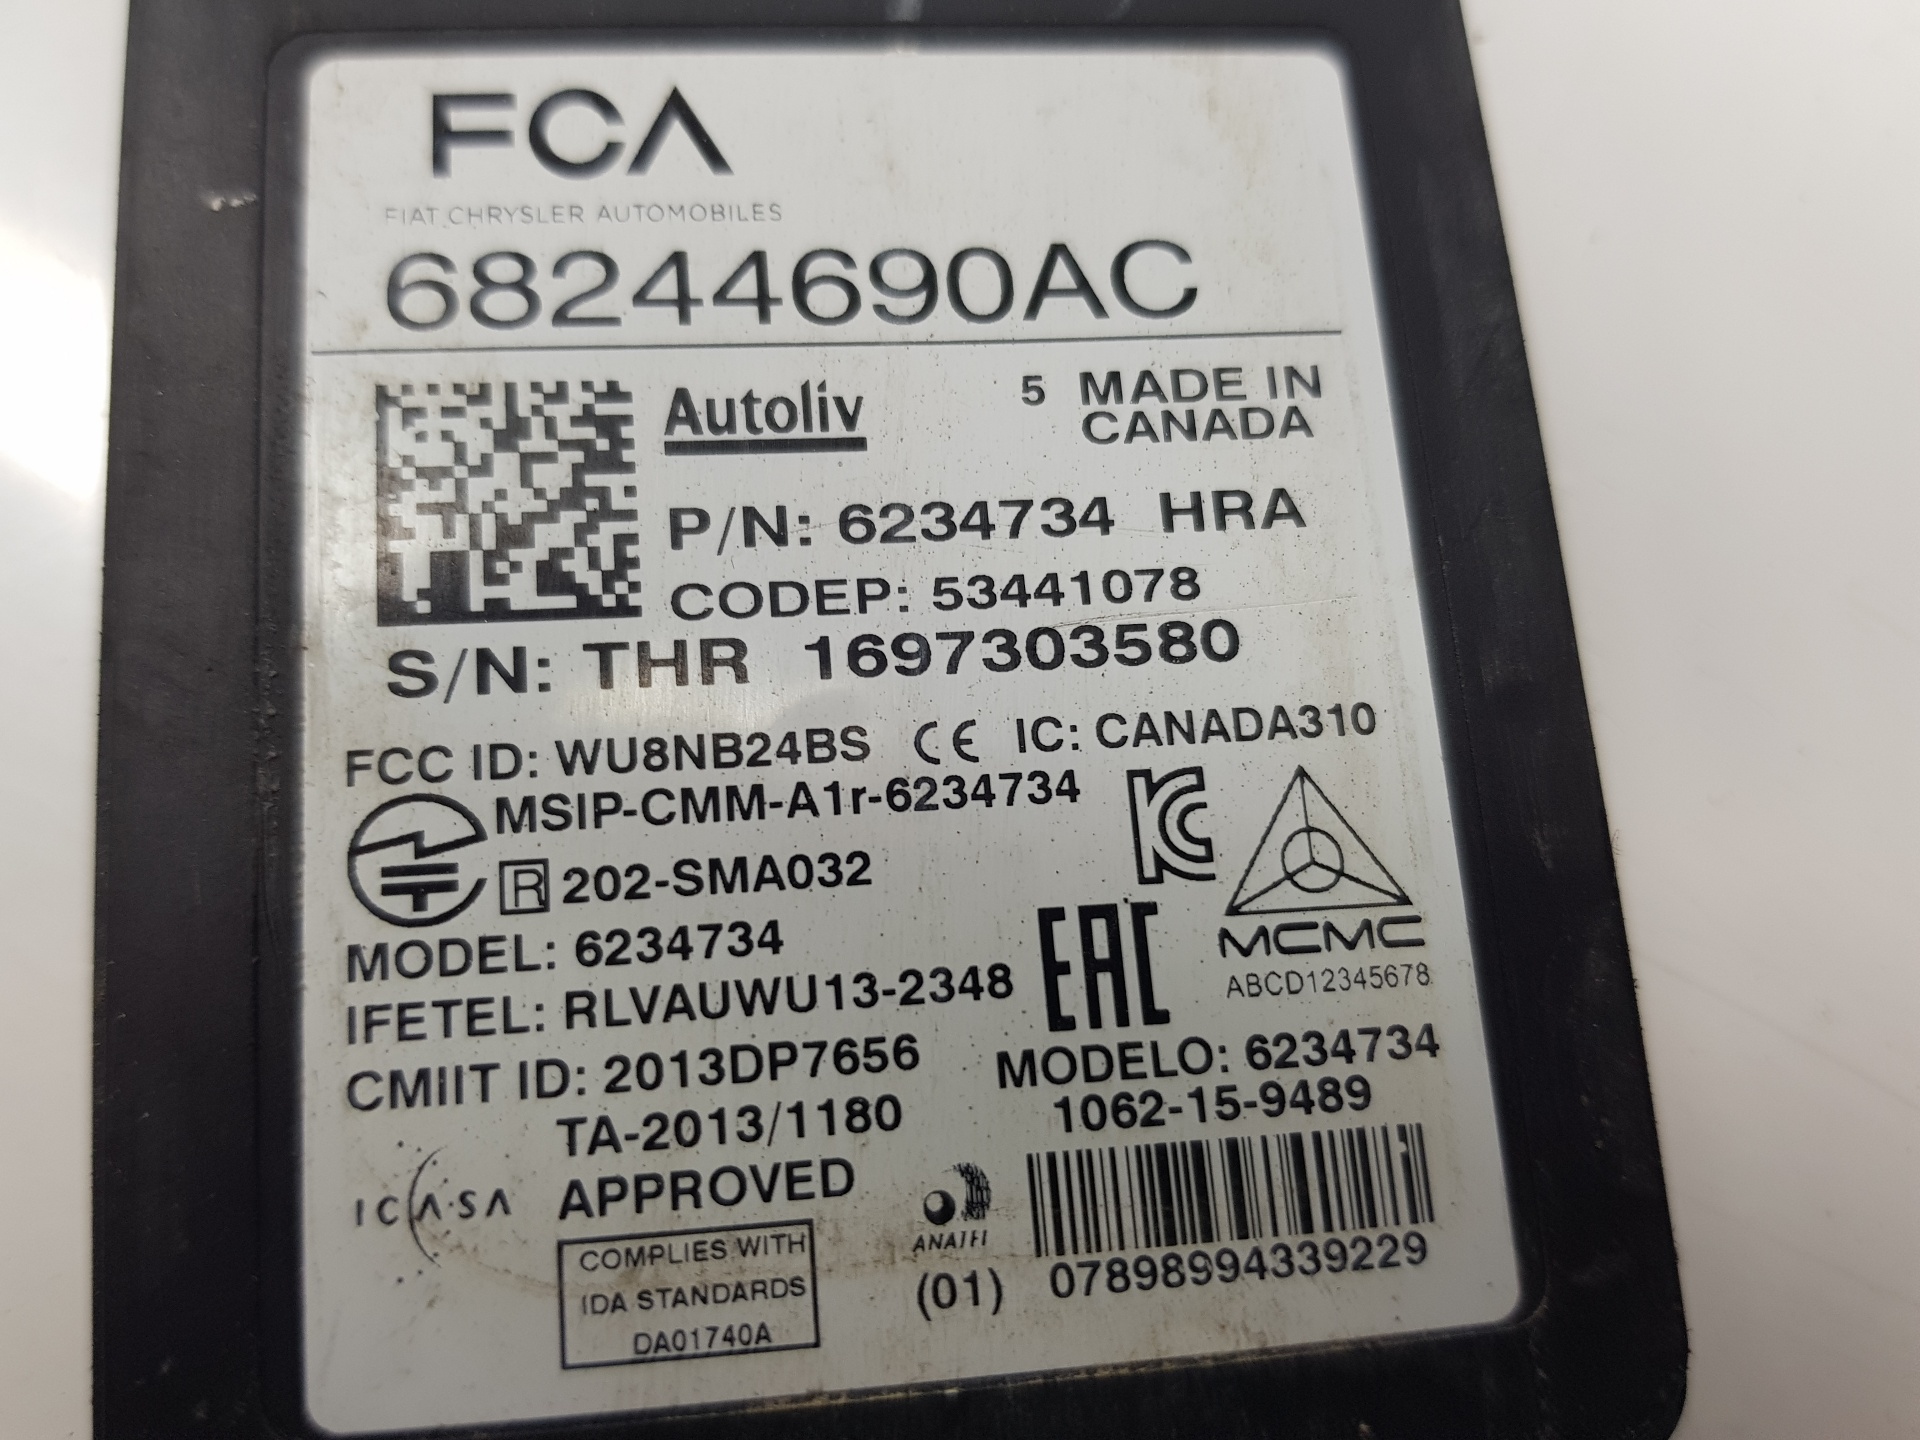 FCA
FIAT CHRYSLER AUTOMOBILES
68244690AC
Autoliv
5 MADE IN
CANADA
P/N: 6234734 HRA
CODEP: 53441078
S/N: THR 1697303580
FCC ID: WU8NB24BS CE IC: CANADA310
MSIP-CMM-A1r-6234734
R 202-SMA032
KC
MCMC
ABCD12345678
EAC
MODEL: 6234734
IFETEL: RLVAUWU13-2348
CMIIT ID: 2013DP7656
MODELO: 6234734
1062-15-9489
TA-2013/1180
ICASA APPROVED
COMPLIES WITH
IDA STANDARDS
DA01740A
ANATEL
(01) 07898994339229